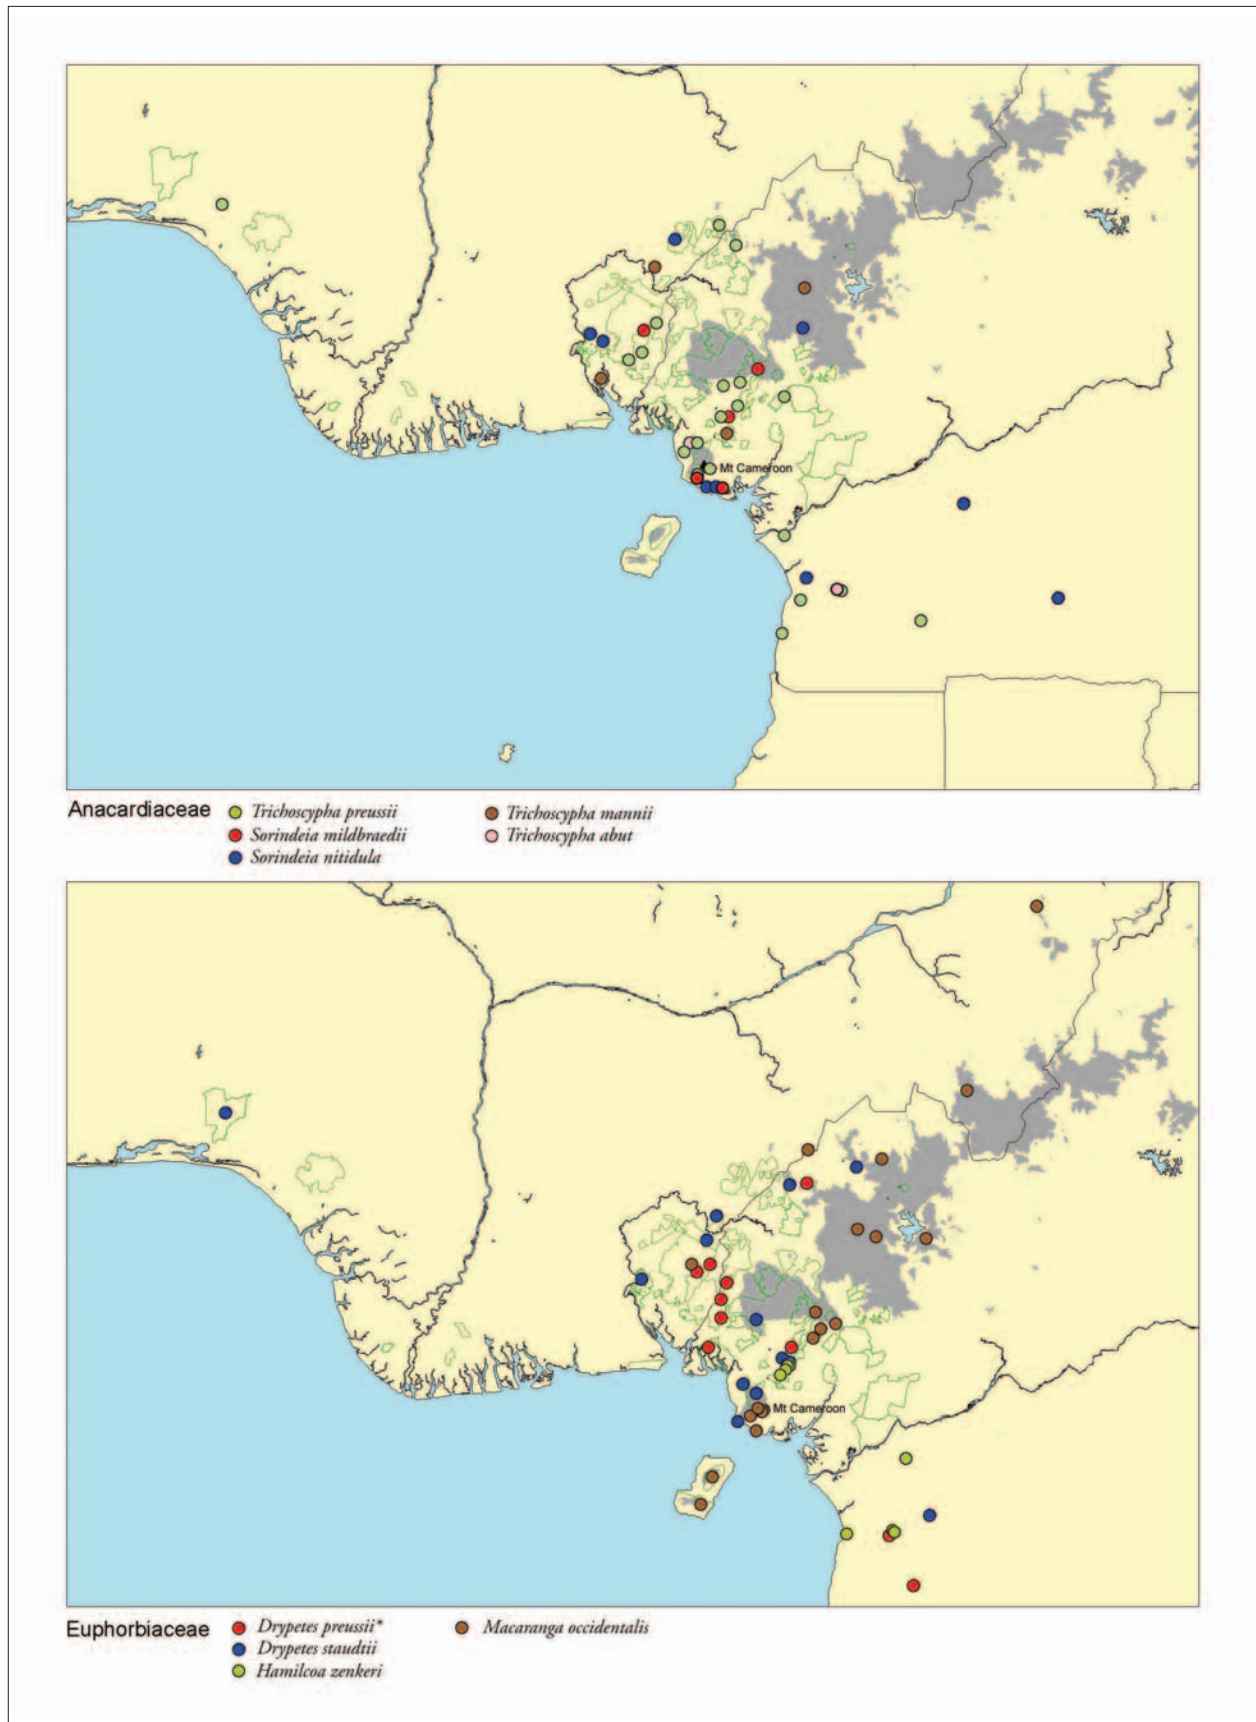 Mt Cameroon
Anacardiaceae
Trichoscypha preussii
Sorindeia mildbraedii
Sorindeia nitidula
Trichoscypha mannii
Trichoscypha abut
Mt Cameroon
Euphorbiaceae
Drypetes preussii*
Drypetes staudtii
Hamilcoa zenkeri
Macaranga occidentalis